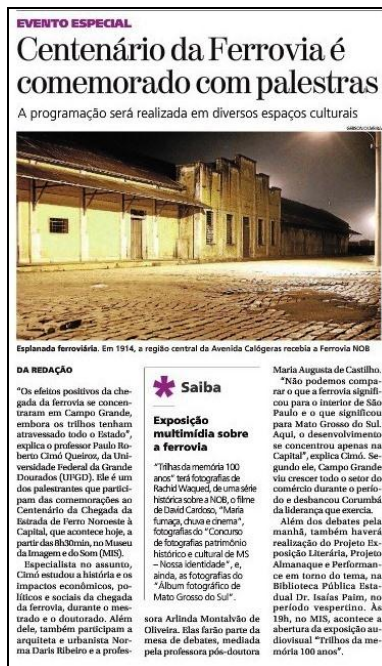 EVENTO ESPECIAL
Centenário da Ferrovia é
comemorado com palestras
A programação será realizada em diversos espaços culturais
Esplanada ferroviária. Em 1914, a região central da Avenida Calógeras recebia a Ferrovia NOB
DA REDAÇÃO
“Os efeitos positivos da che-
gada da ferrovia se concen-
traram em Campo Grande,
embora os trilhos tenham
atravessado todo o Estado”,
explica o professor Paulo Ro-
berto Cimó Queiroz, da Uni-
versidade Federal da Grande
Dourados (UFGD). Ele é um
dos palestrantes que partici-
pam das comemorações ao
Centenário da Chegada da
Estrada de Ferro Noroeste à
Capital, que acontece hoje, a
partir das 8h30min, no Museu
da Imagem e do Som (MIS).
Especialista no assunto,
Cimó estudou a história e os
impactos econômicos, po-
líticos e sociais da chegada
da ferrovia, durante o mes-
trado e o doutorado. Além
dele, também participam a
arquiteta e urbanista Nor-
ma Daris Ribeiro e a profes-
Saiba
Exposição
multimídia sobre
a ferrovia
“Trilhas da memória 100
anos” terá fotografias de
Rachid Waqued, de uma série
histórica sobre a NOB, o filme
de David Cardoso, “Maria
fumaça, chuva e cinema”,
fotografias do “Concurso
de fotografias patrimônio
histórico e cultural de MS
– Nossa identidade”, e,
ainda, as fotografias do
“Álbum fotográfico de
Mato Grosso do Sul”.
sora Arlinda Montalvão de
Oliveira. Elas farão parte da
mesa de debates, mediada
pela professora pós-doutora
Maria Augusta de Castilho.
“Não podemos compa-
rar o que a ferrovia signifi-
cou para o interior de São
Paulo e o que significou
para Mato Grosso do Sul.
Aqui, o desenvolvimento
se concentrou apenas na
Capital”, explica Cimó. Se-
gundo ele, Campo Grande
viu crescer todo o setor do
comércio durante o perío-
do e desbancou Corumbá
da liderança que exercia.
Além dos debates pela
manhã, também haverá
realização do Projeto Ex-
posição Literária, Projeto
Almanaque e Performan-
ce em torno do tema, na
Biblioteca Pública Esta-
dual Dr. Isaías Paim, no
período vespertino. Às
19h, no MIS, acontece a
abertura da exposição au-
diovisual “Trilhas da me-
mória 100 anos”.